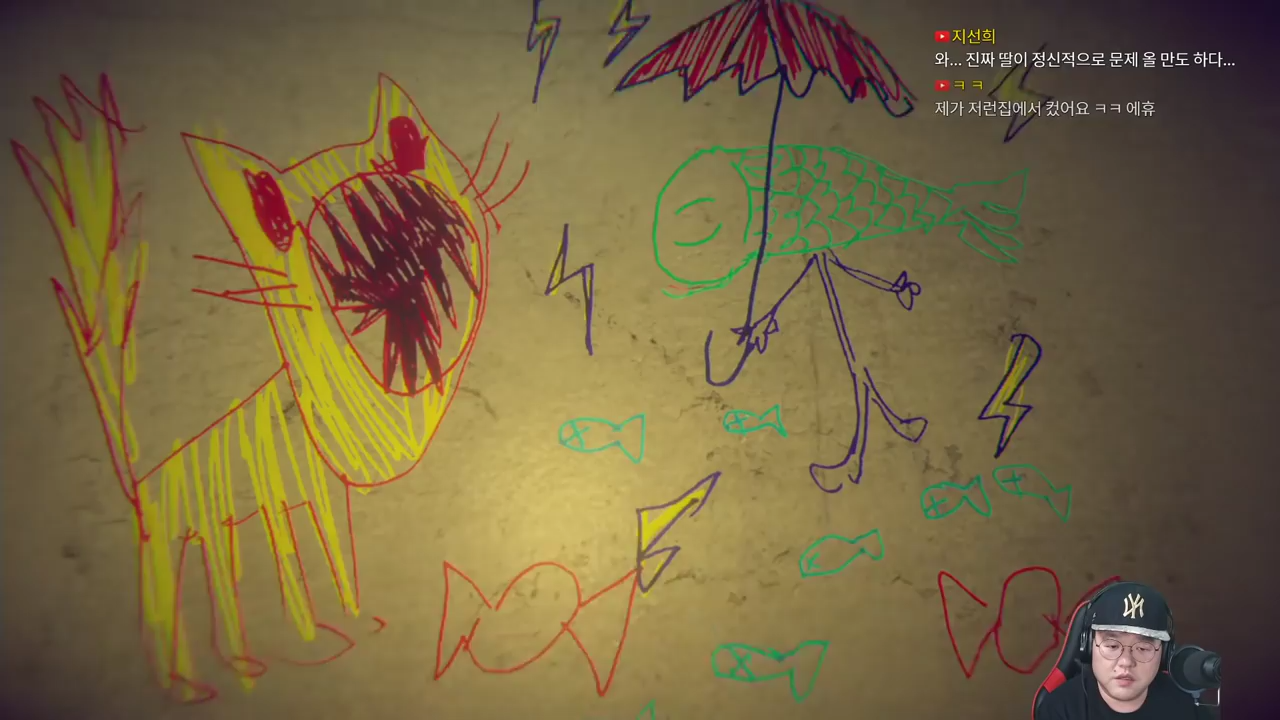 지선희
와... 진짜 딸이 정신적으로 문제 올 만도 하다...
ㅋ ㅋ
제가 저런집에서 컸어요 ㅋㅋ 에휴